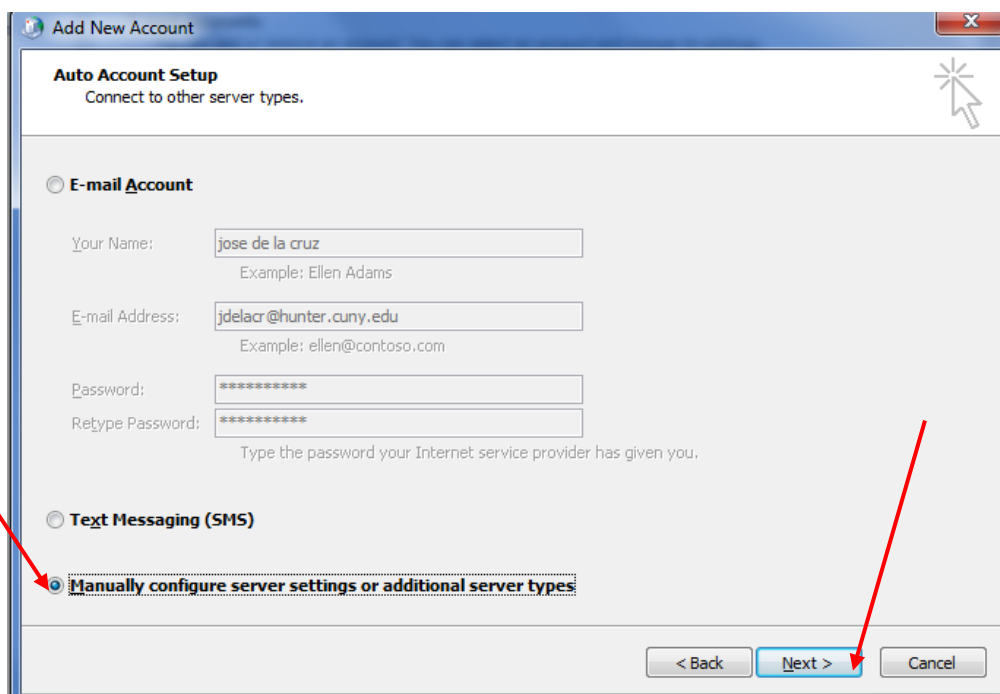 Add New Account
X
Auto Account Setup
Connect to other server types.
E-mail Account
Your Name: jose de la cruz
Example: Ellen Adams
E-mail Address: jdelacr@hunter.cuny.edu
Example: ellen@contoso.com
Password: **********
Retype Password: **********
Type the password your Internet service provider has given you.
Text Messaging (SMS)
Manually configure server settings or additional server types
< Back Next > Cancel